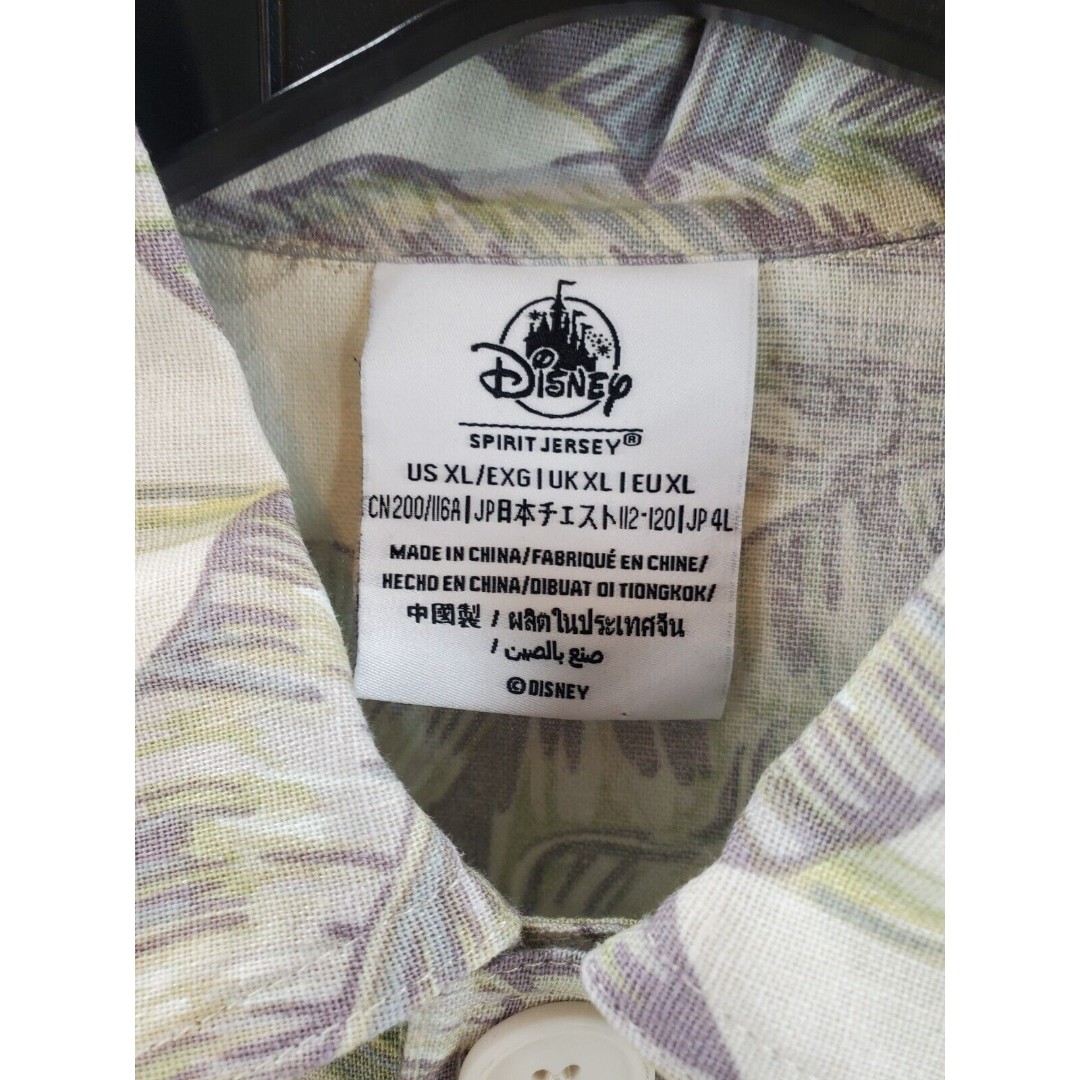 Disney
SPIRIT JERSEY®
US XL/EXG | UK XL | EU XL
CN 200/116A | JP日本チェスト112-120 | JP 4L
MADE IN CHINA/FABRIQUÉ EN CHINE/
HECHO EN CHINA/DIBUAT DI TIONGKOK/
中國製 / ผลิตในประเทศจีน
/ صنع بالصين
© DISNEY